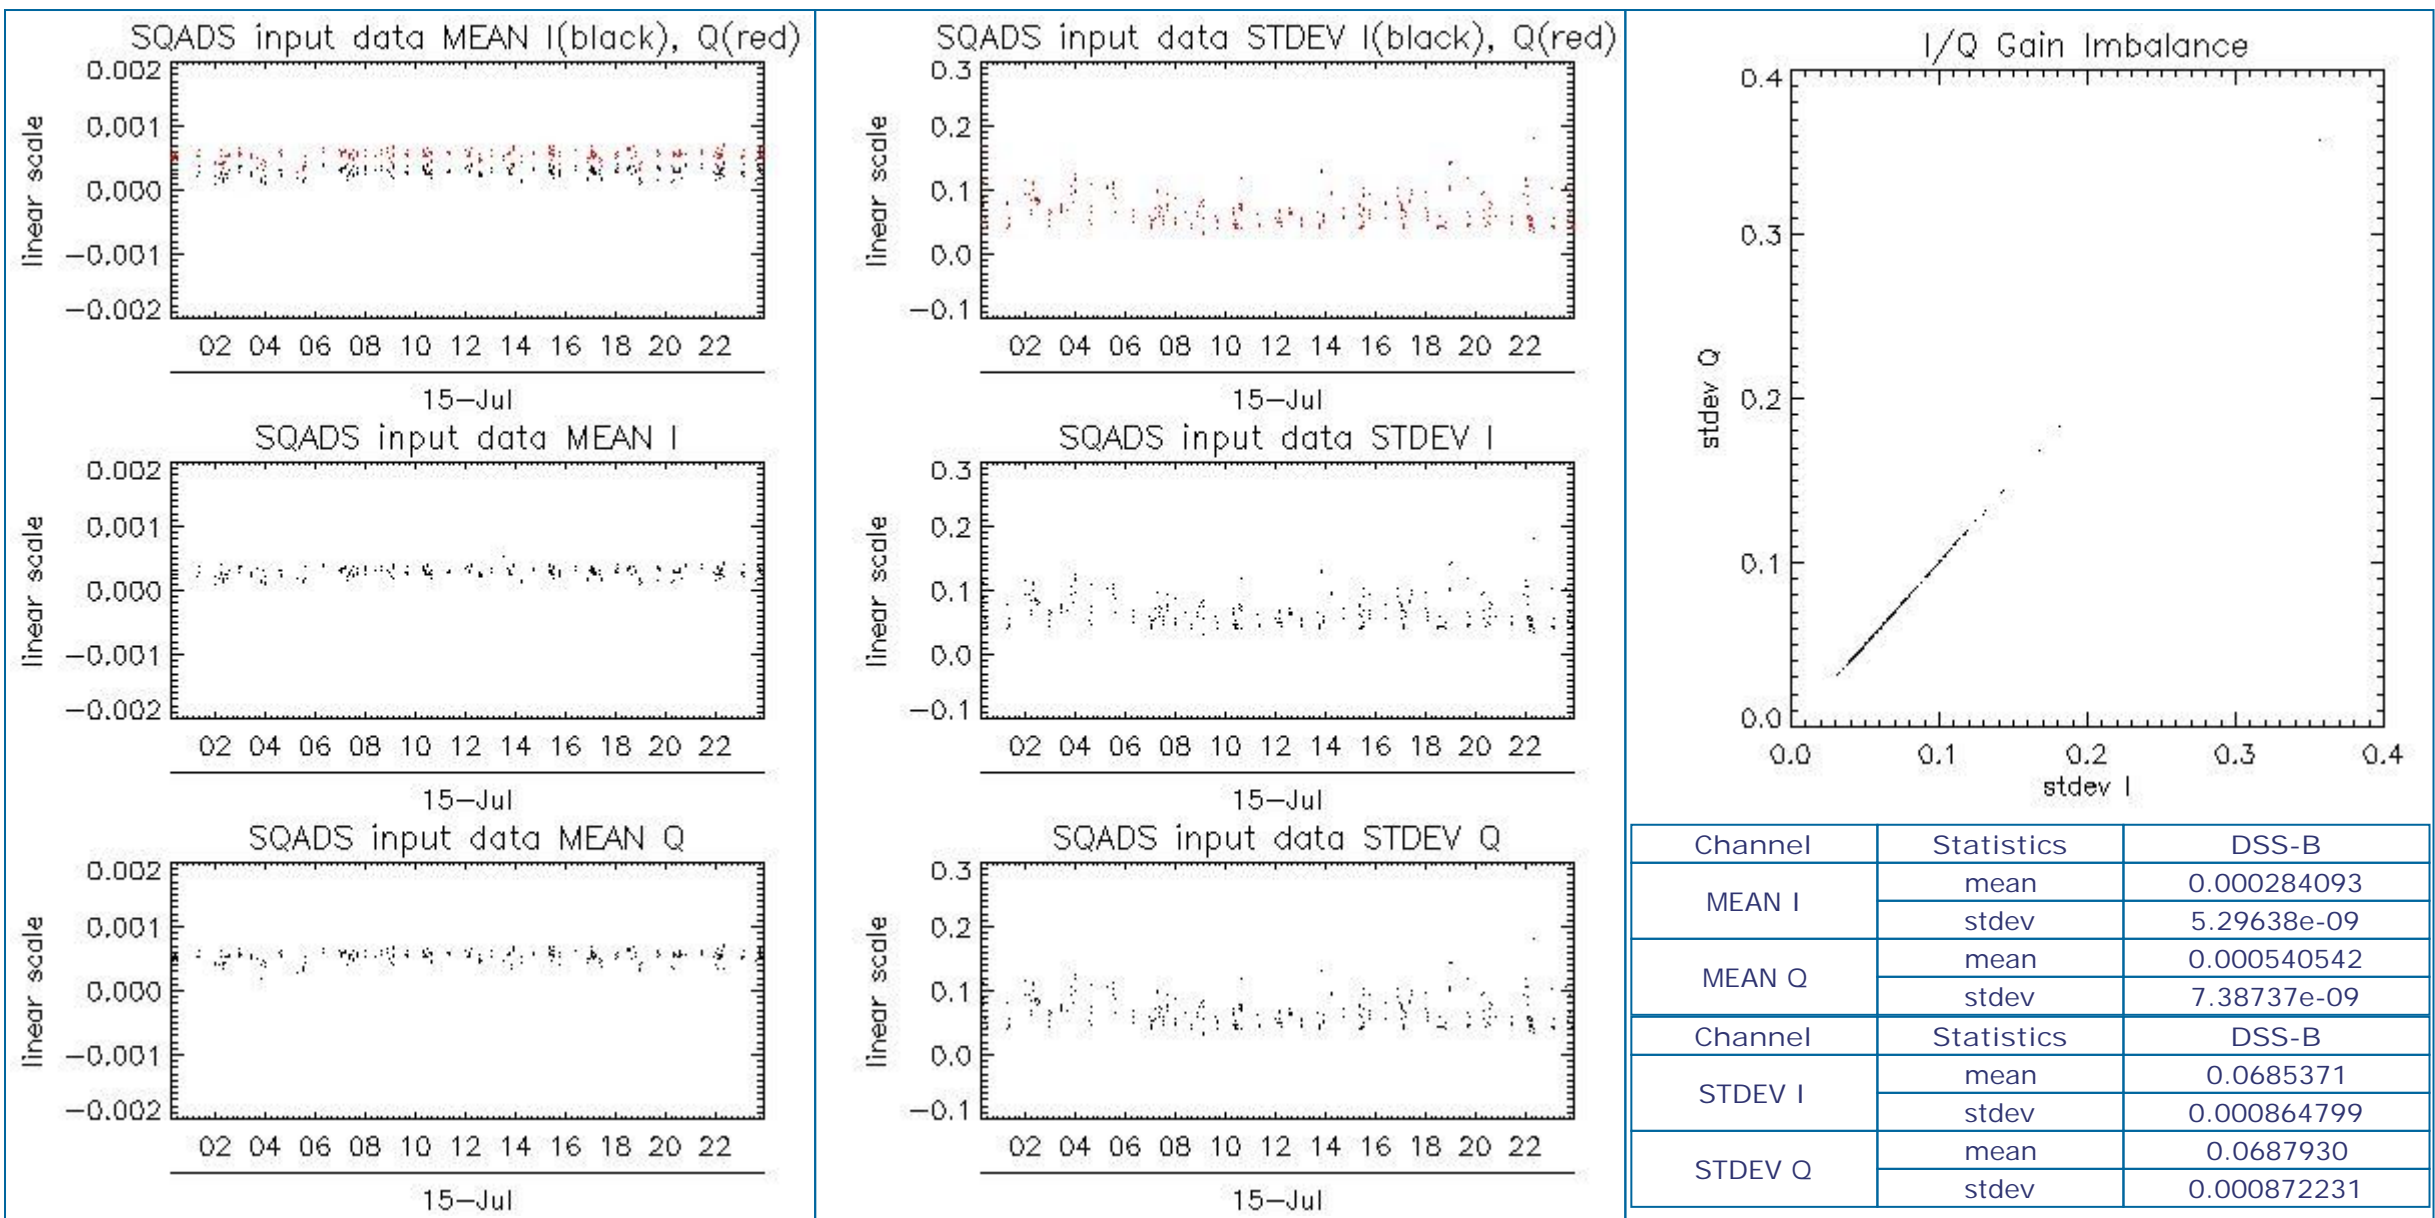 SQADS input data MEAN I(black), Q(red)
0.002
0.001
0.000
−0.001
−0.002
linear scale
02 04 06 08 10 12 14 16 18 20 22
15−Jul
SQADS input data MEAN I
0.002
0.001
0.000
−0.001
−0.002
linear scale
02 04 06 08 10 12 14 16 18 20 22
15−Jul
SQADS input data MEAN Q
0.002
0.001
0.000
−0.001
−0.002
linear scale
02 04 06 08 10 12 14 16 18 20 22
15−Jul
SQADS input data STDEV I(black), Q(red)
0.3
0.2
0.1
0.0
−0.1
linear scale
02 04 06 08 10 12 14 16 18 20 22
15−Jul
SQADS input data STDEV I
0.3
0.2
0.1
0.0
−0.1
linear scale
02 04 06 08 10 12 14 16 18 20 22
15−Jul
SQADS input data STDEV Q
0.3
0.2
0.1
0.0
−0.1
linear scale
02 04 06 08 10 12 14 16 18 20 22
15−Jul
I/Q Gain Imbalance
0.4
0.3
0.2
0.1
0.0
stdev Q
0.0 0.1 0.2 0.3 0.4
stdev I
Channel Statistics DSS-B
MEAN I mean 0.000284093
stdev 5.29638e-09
MEAN Q mean 0.000540542
stdev 7.38737e-09
Channel Statistics DSS-B
STDEV I mean 0.0685371
stdev 0.000864799
STDEV Q mean 0.0687930
stdev 0.000872231